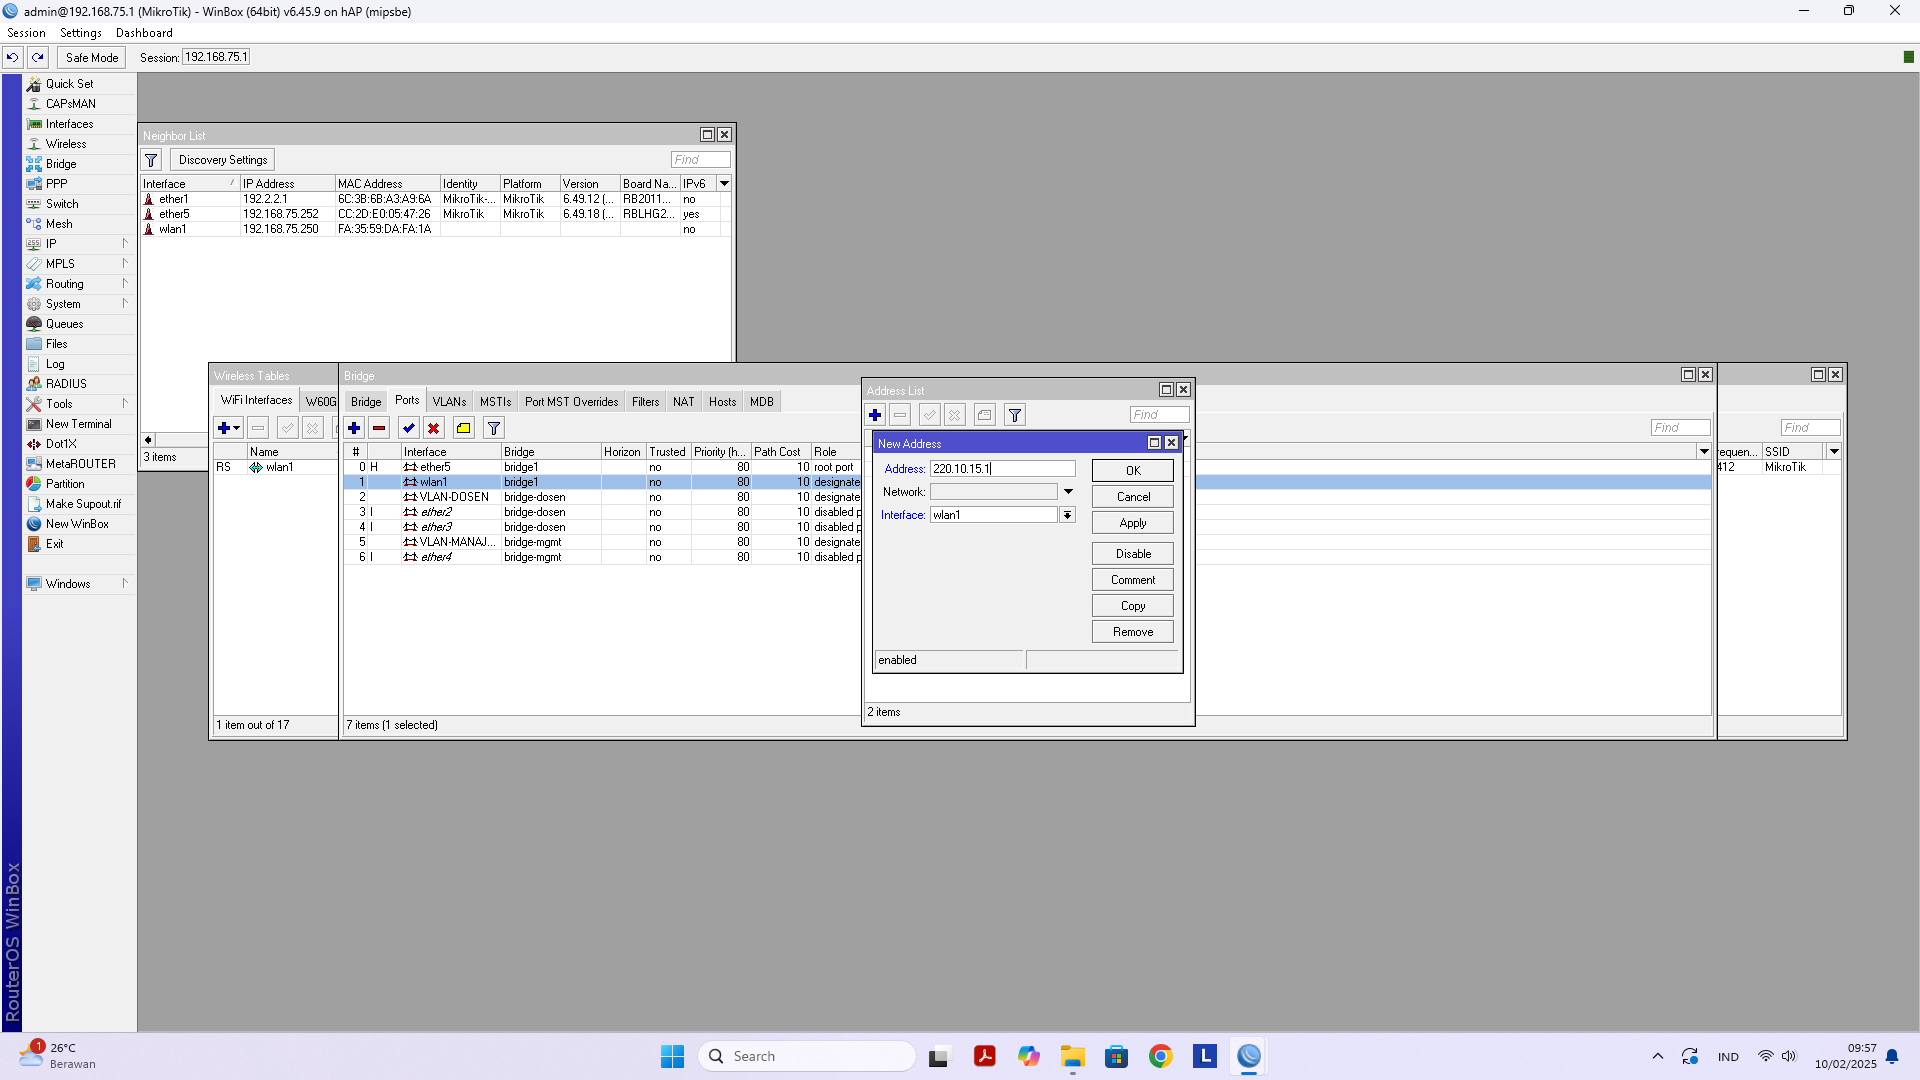 admin@192.168.75.1 (MikroTik) - WinBox (64bit) v6.45.9 on hAP (mipsbe)
Session Settings Dashboard
Safe Mode Session: 192.168.75.1
Quick Set
CAPsMAN
Interfaces
Wireless
Bridge
PPP
Switch
Mesh
IP
MPLS
Routing
System
Queues
Files
Log
RADIUS
Tools
New Terminal
Dot1X
MetaROUTER
Partition
Make Supout.rif
New WinBox
Exit
Windows
RouterOS WinBox
Neighbor List
Discovery Settings Find
Interface IP Address MAC Address Identity Platform Version Board Na... IPv6
ether1 192.2.2.1 6C:3B:6B:A3:A9:6A MikroTik-... MikroTik 6.49.12 (... RB2011... no
ether5 192.168.75.252 CC:2D:E0:05:47:26 MikroTik MikroTik 6.49.18 (... RBLHG2... yes
wlan1 192.168.75.250 FA:35:59:DA:FA:1A no
3 items
Wireless Tables
WiFi Interfaces W60G
Name
RS wlan1
1 item out of 17
Bridge
Bridge Ports VLANs MSTIs Port MST Overrides Filters NAT Hosts MDB
Find
# Interface Bridge Horizon Trusted Priority (h... Path Cost Role
0 H ether5 bridge1 no 80 10 root port
1 wlan1 bridge1 no 80 10 designate
2 VLAN-DOSEN bridge-dosen no 80 10 designate
3 I ether2 bridge-dosen no 80 10 disabled p
4 I ether3 bridge-dosen no 80 10 disabled p
5 VLAN-MANAJ... bridge-mgmt no 80 10 designate
6 I ether4 bridge-mgmt no 80 10 disabled p
7 items (1 selected)
Address List
Find
New Address
Address: 220.10.15.1
Network:
Interface: wlan1
OK
Cancel
Apply
Disable
Comment
Copy
Remove
enabled
2 items
Find
requen... SSID
412 MikroTik
1
26°C
Berawan
Search
L
IND
09:57
10/02/2025